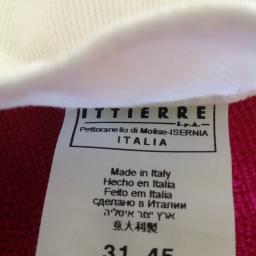 ITTIERRE
S.p.A.
Pettoranello di Molise-ISERNIA
ITALIA
Made in Italy
Hecho en Italia
Feito em Italia
сделано в Италии
ארץ יצור איטליה
意大利製
31 45